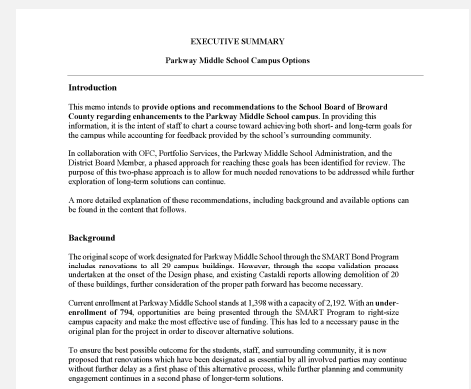 EXECUTIVE SUMMARY
Parkway Middle School Campus Options
Introduction
This memo intends to provide options and recommendations to the School Board of Broward
County regarding enhancements to the Parkway Middle School campus. In providing this
information, it is the intent of staff to chart a course toward achieving both short- and long-term goals for
the campus while accounting for feedback provided by the school's surrounding community.
In collaboration with OFC, Portfolio Services, the Parkway Middle School Administration, and the
District Board Member, a phased approach for reaching these goals has been identified for review. The
purpose of this two-phase approach is to allow for much needed renovations to be addressed while further
exploration of long-term solutions can continue.
A more detailed explanation of these recommendations, including background and available options can
be found in the content that follows.
Background
The original scope of work designated for Parkway Middle School through the SMART Bond Program
includes renovations to all 29 campus buildings. However, through the scope validation process
undertaken at the onset of the Design phase, and existing Castaldi reports allowing demolition of 20
of these buildings, further consideration of the proper path forward has become necessary.
Current enrollment at Parkway Middle School stands at 1,398 with a capacity of 2,192. With an under-
enrollment of 794, opportunities are being presented through the SMART Program to right-size
campus capacity and make the most effective use of funding. This has led to a necessary pause in the
original plan for the project in order to discover alternative solutions.
To ensure the best possible outcome for the students, staff, and surrounding community, it is now
proposed that renovations which have been designated as essential by all involved parties may continue
without further delay as a first phase of this alternative process, while further planning and community
engagement continues in a second phase of longer-term solutions.